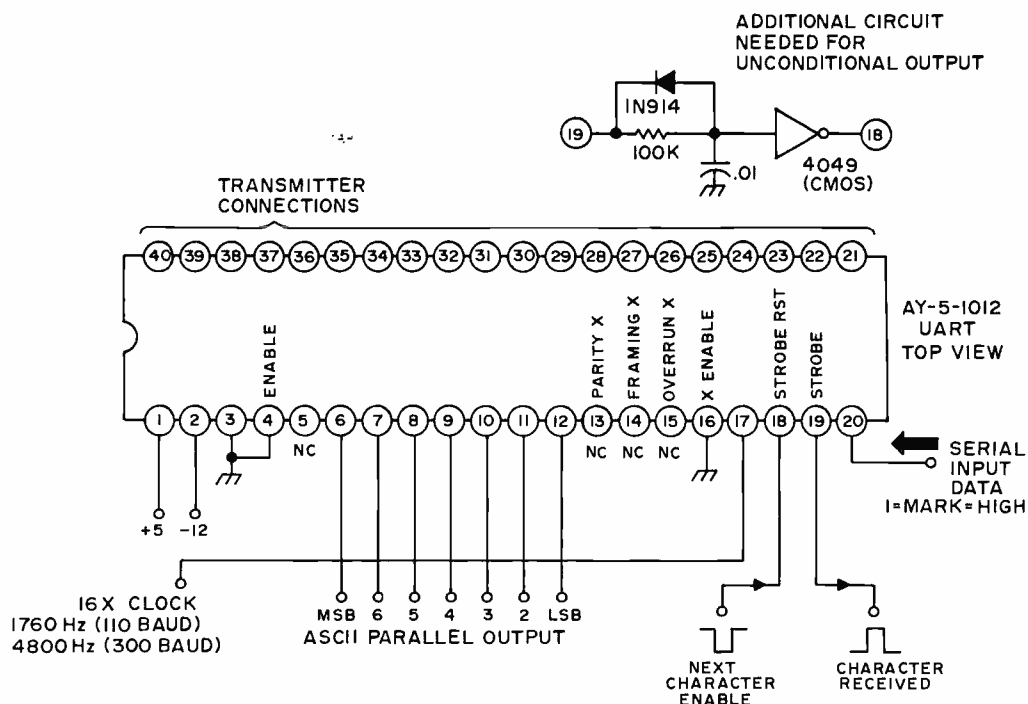 ADDITIONAL CIRCUIT
NEEDED FOR
UNCONDITIONAL OUTPUT
1N914
19
18
100K
.01
4049
(CMOS)
TRANSMITTER
CONNECTIONS
40 39 38 37 36 35 34 33 32 31 30 29 28 27 26 25 24 23 22 21
AY-5-1012
UART
TOP VIEW
ENABLE
PARITY X
FRAMING X
OVERRUN X
X ENABLE
STROBE RST
STROBE
1 2 3 4 5 6 7 8 9 10 11 12 13 14 15 16 17 18 19 20
NC
NC
NC
NC
SERIAL
INPUT
DATA
1=MARK=HIGH
+5 -12
16X CLOCK
1760 Hz (110 BAUD)
4800 Hz (300 BAUD)
MSB 6 5 4 3 2 LSB
ASCII PARALLEL OUTPUT
NEXT
CHARACTER
ENABLE
CHARACTER
RECEIVED